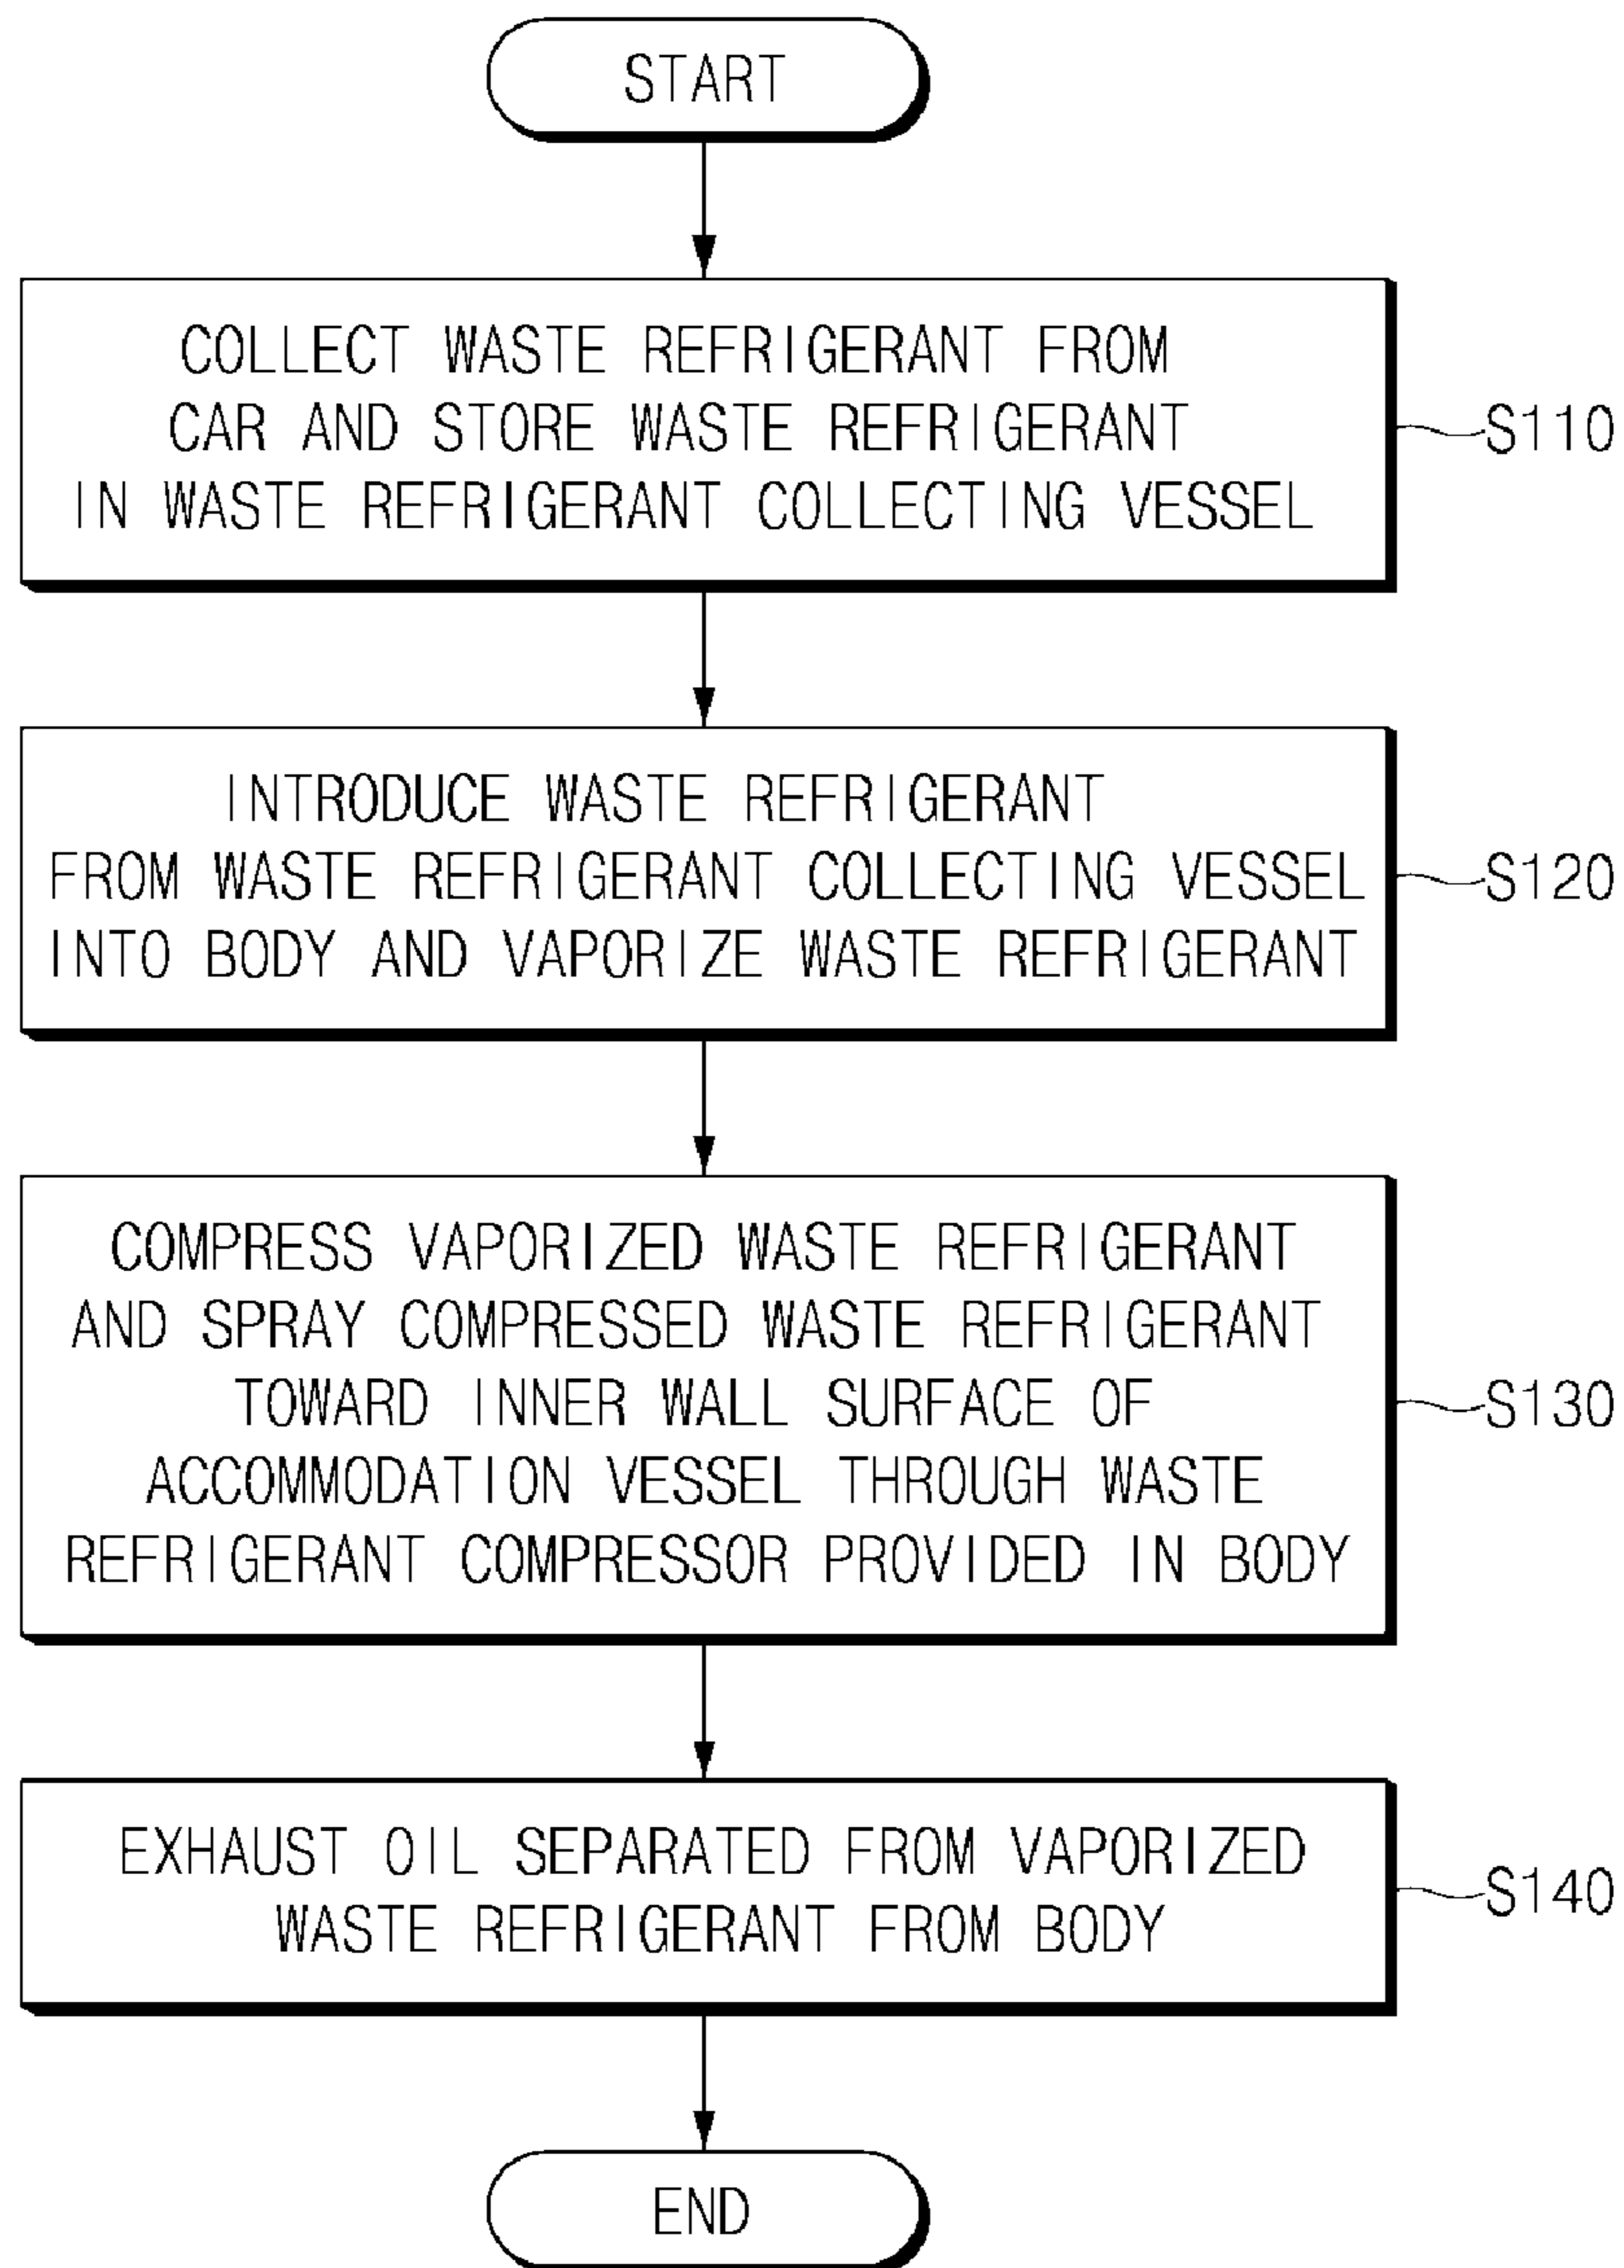 START
COLLECT WASTE REFRIGERANT FROM
CAR AND STORE WASTE REFRIGERANT
IN WASTE REFRIGERANT COLLECTING VESSEL
S110
INTRODUCE WASTE REFRIGERANT
FROM WASTE REFRIGERANT COLLECTING VESSEL
INTO BODY AND VAPORIZE WASTE REFRIGERANT
S120
COMPRESS VAPORIZED WASTE REFRIGERANT
AND SPRAY COMPRESSED WASTE REFRIGERANT
TOWARD INNER WALL SURFACE OF
ACCOMMODATION VESSEL THROUGH WASTE
REFRIGERANT COMPRESSOR PROVIDED IN BODY
S130
EXHAUST OIL SEPARATED FROM VAPORIZED
WASTE REFRIGERANT FROM BODY
S140
END